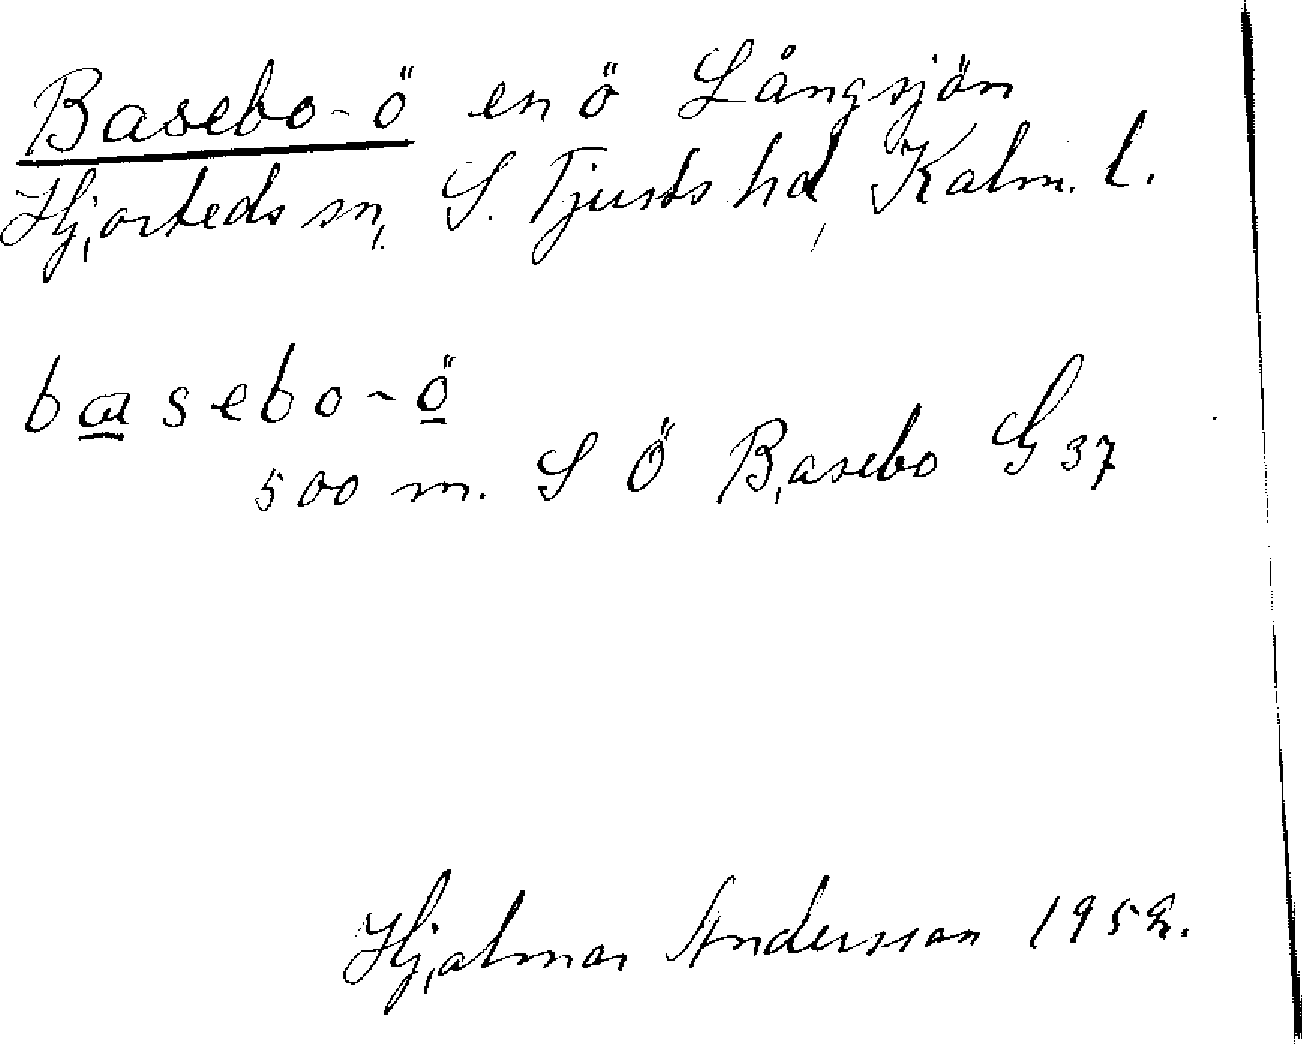 Basebo-ö en ö Långsjön
Hjorteds sn, S. Tjusts hd, Kalm. l.
basebo-ö
500 m. S Ö Basebo G 37
Hjalmar Andersson 1952.